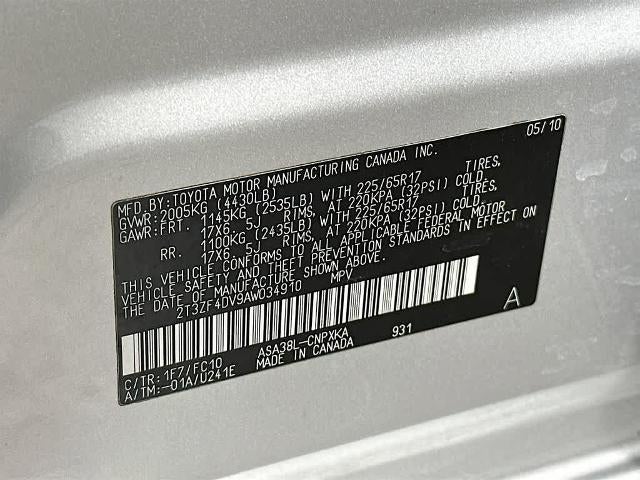 05/10
MFD.BY:TOYOTA MOTOR MANUFACTURING CANADA INC.
GVWR:2005KG (4430LB)
GAWR:FRT. 1145KG (2535LB) WITH 225/65R17 TIRES,
17X6. 5J RIMS, AT 220KPA (32PSI) COLD.
RR. 1100KG (2435LB) WITH 225/65R17 TIRES,
17X6. 5J RIMS, AT 220KPA (32PSI) COLD.
THIS VEHICLE CONFORMS TO ALL APPLICABLE FEDERAL MOTOR
VEHICLE SAFETY AND THEFT PREVENTION STANDARDS IN EFFECT ON
THE DATE OF MANUFACTURE SHOWN ABOVE.
2T3ZF4DV9AW034910 MPV
A
C/TR:1F7/FC10 ASA38L-CNPXKA 931
A/TM:-01A/U241E MADE IN CANADA